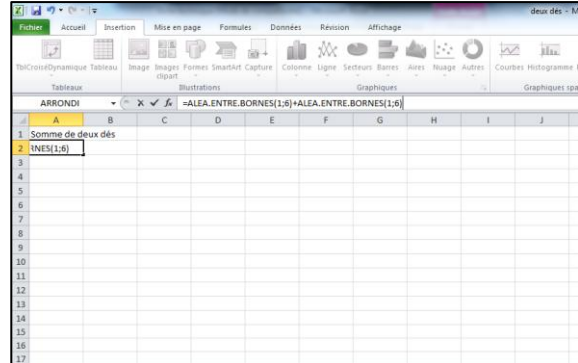 deux dés - M
Fichier Accueil Insertion Mise en page Formules Données Révision Affichage
TblCroiséDynamique Tableau Image Images clipart Formes SmartArt Capture Colonne Ligne Secteurs Barres Aires Nuage Autres Courbes Histogramme
Tableaux Illustrations Graphiques Graphiques spa
ARRONDI fx =ALEA.ENTRE.BORNES(1;6)+ALEA.ENTRE.BORNES(1;6)
A B C D E F G H I J
1 Somme de deux dés
2 RNES(1;6)
3
4
5
6
7
8
9
10
11
12
13
14
15
16
17